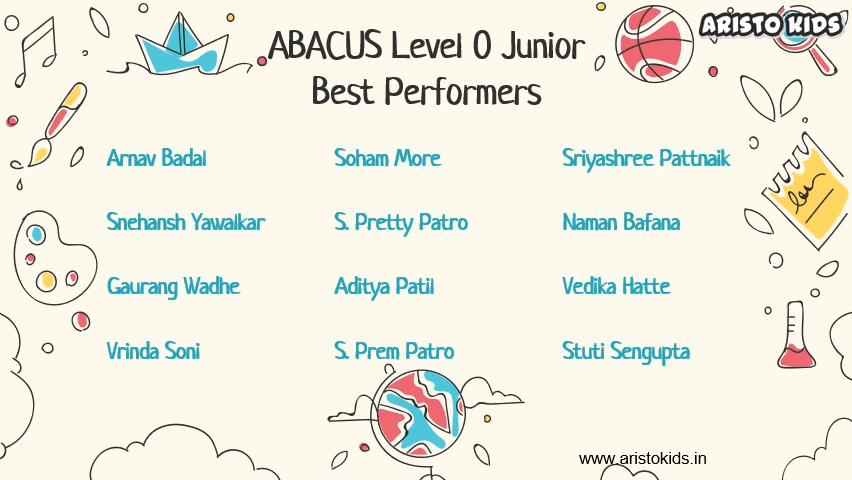 ARISTO KIDS
ABACUS Level 0 Junior
Best Performers
Arnav Badal Soham More Sriyashree Pattnaik
Snehansh Yawalkar S. Pretty Patro Naman Bafana
Gaurang Wadhe Aditya Patil Vedika Hatte
Vrinda Soni S. Prem Patro Stuti Sengupta
www.aristokids.in